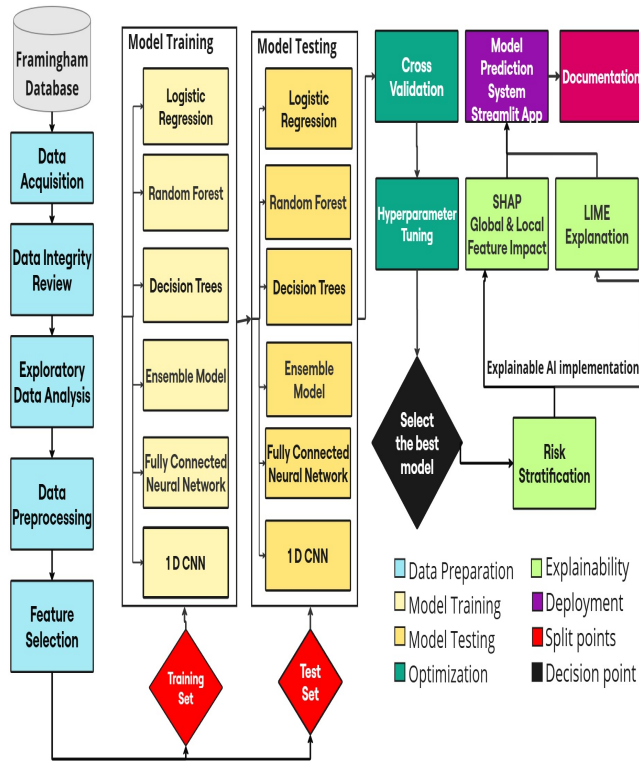 Framingham
Database
Data
Acquisition
Data Integrity
Review
Exploratory
Data Analysis
Data
Preprocessing
Feature
Selection
Model Training
Logistic
Regression
Random Forest
Decision Trees
Ensemble Model
Fully Connected
Neural Network
1D CNN
Training
Set
Model Testing
Logistic
Regression
Random Forest
Decision Trees
Ensemble
Model
Fully Connected
Neural Network
1D CNN
Test
Set
Cross
Validation
Hyperparameter
Tuning
Select
the best
model
Model
Prediction
System
Streamlit App
Documentation
SHAP
Global & Local
Feature Impact
LIME
Explanation
Explainable AI implementation
Risk
Stratification
Data Preparation
Model Training
Model Testing
Optimization
Explainability
Deployment
Split points
Decision point